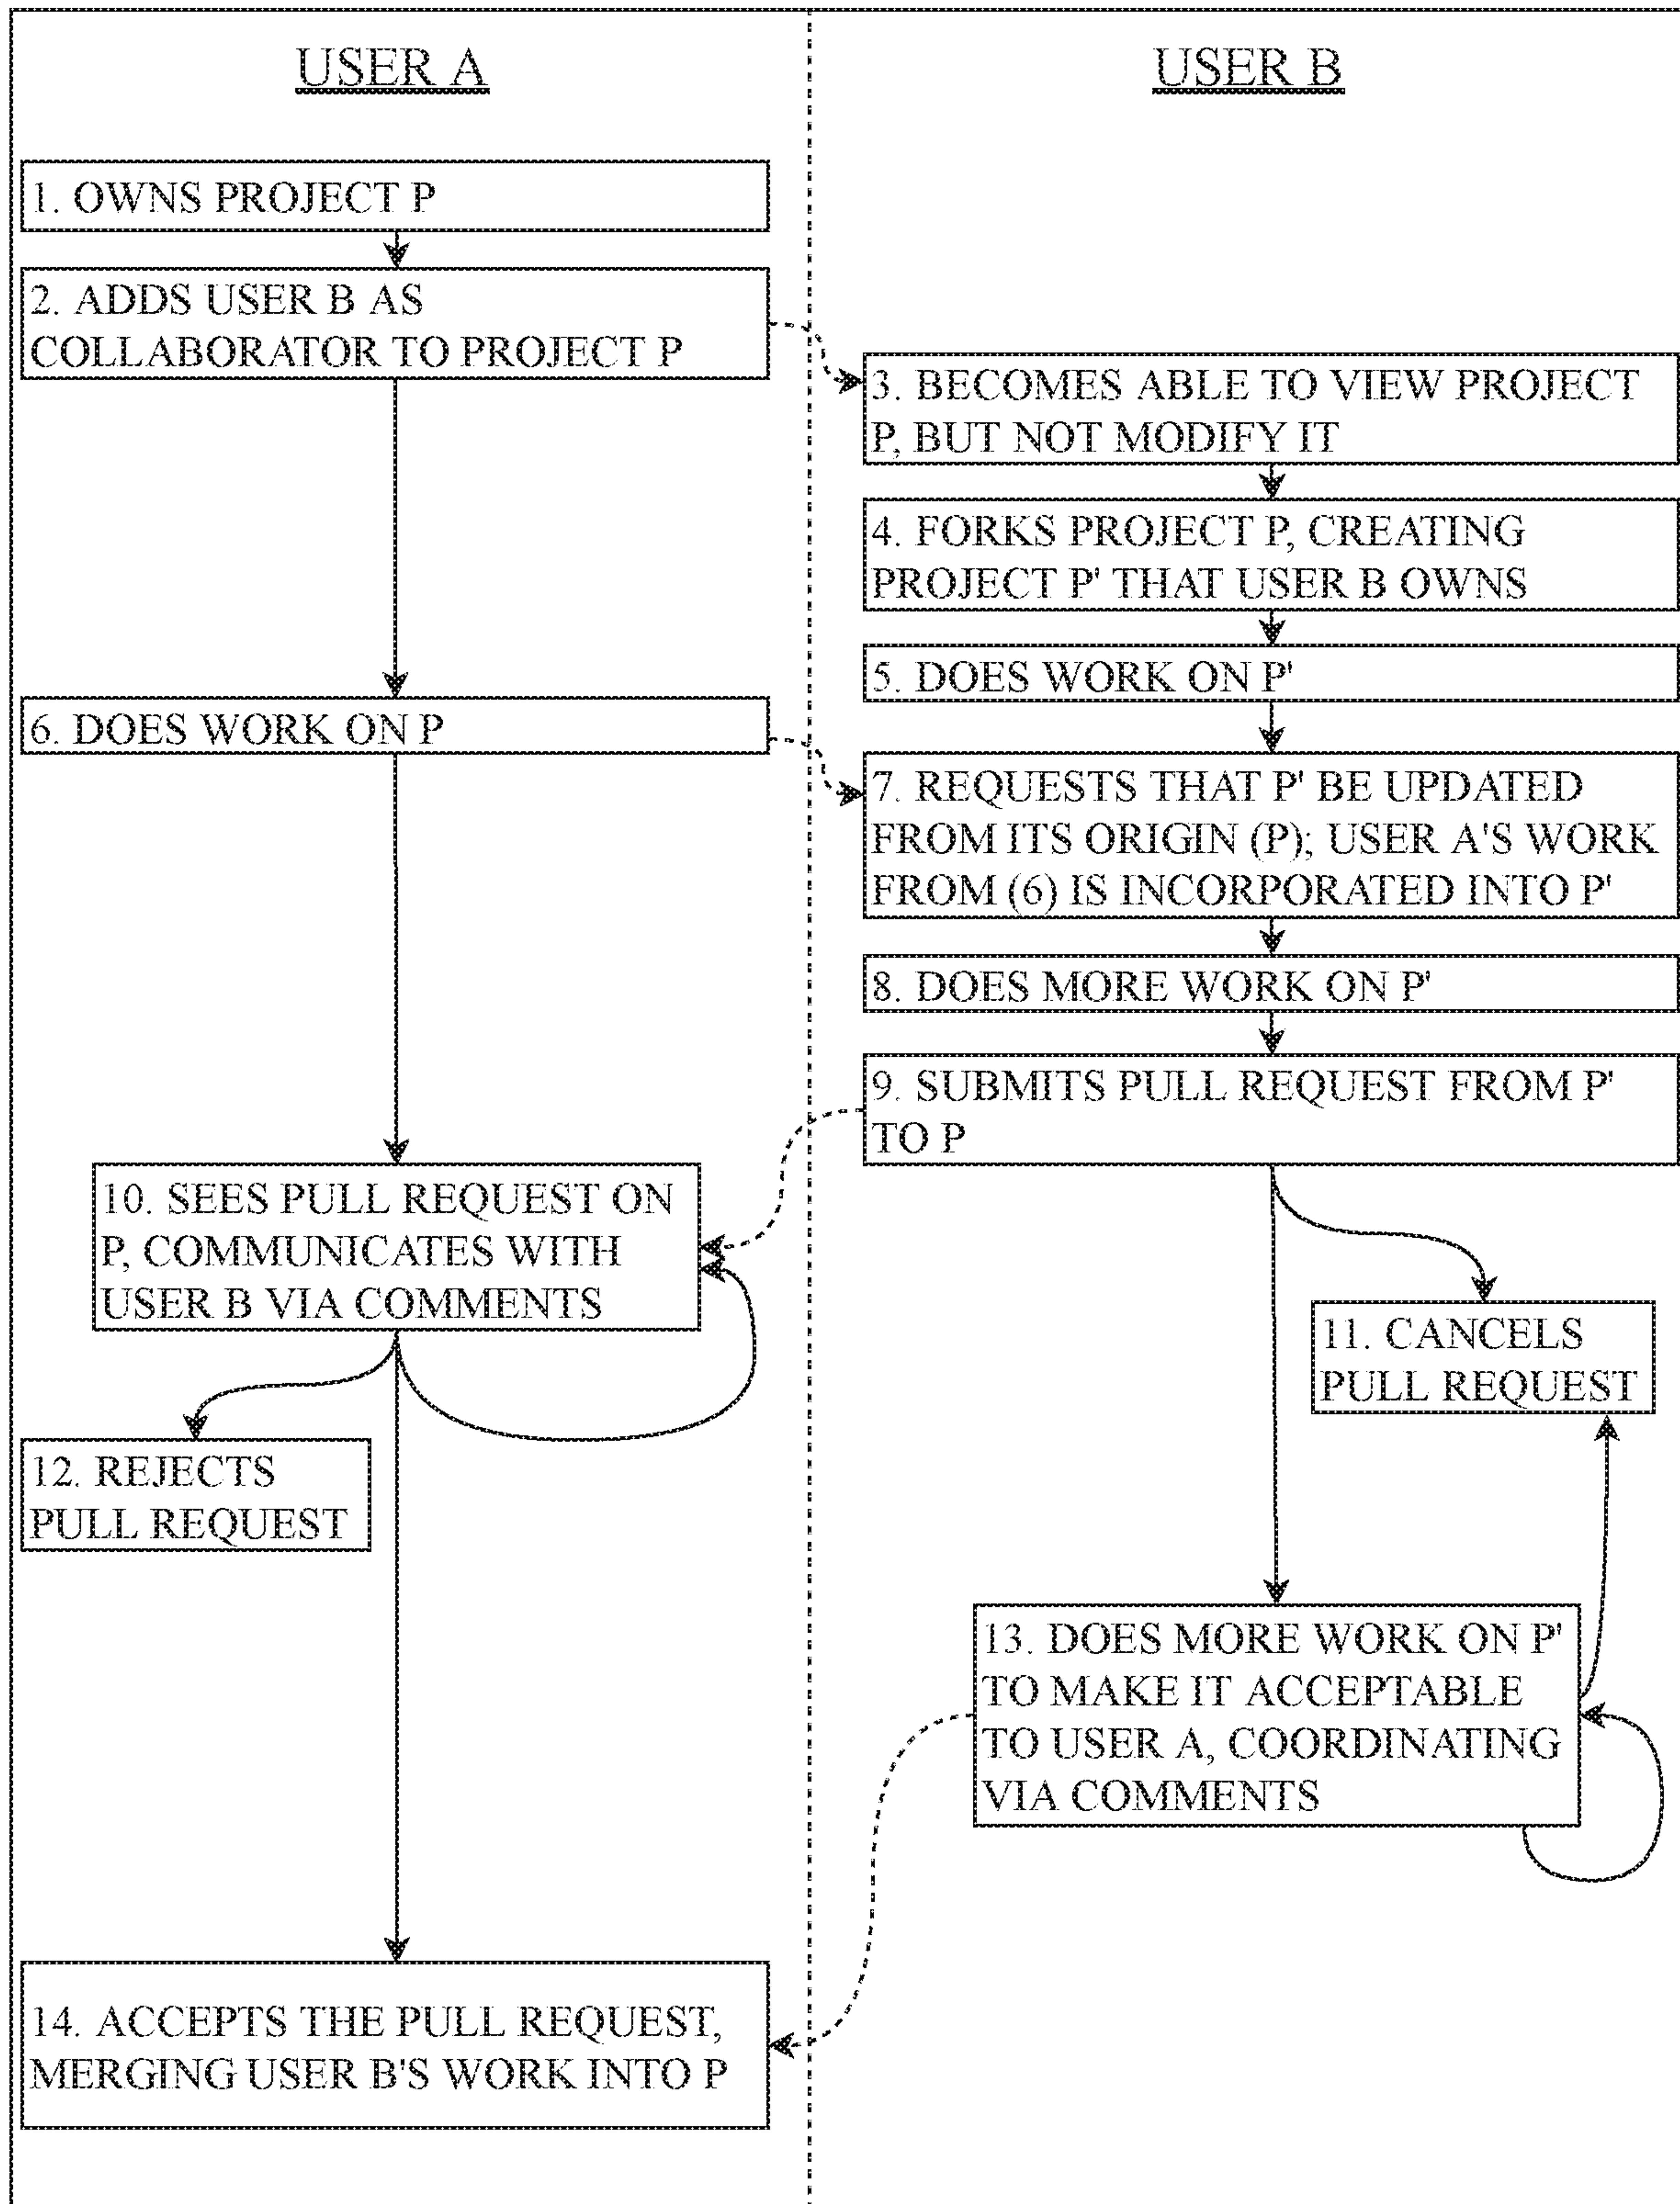 USER A
USER B
1. OWNS PROJECT P
2. ADDS USER B AS
COLLABORATOR TO PROJECT P
3. BECOMES ABLE TO VIEW PROJECT
P, BUT NOT MODIFY IT
4. FORKS PROJECT P, CREATING
PROJECT P' THAT USER B OWNS
5. DOES WORK ON P'
6. DOES WORK ON P
7. REQUESTS THAT P' BE UPDATED
FROM ITS ORIGIN (P); USER A'S WORK
FROM (6) IS INCORPORATED INTO P'
8. DOES MORE WORK ON P'
9. SUBMITS PULL REQUEST FROM P'
TO P
10. SEES PULL REQUEST ON
P, COMMUNICATES WITH
USER B VIA COMMENTS
11. CANCELS
PULL REQUEST
12. REJECTS
PULL REQUEST
13. DOES MORE WORK ON P'
TO MAKE IT ACCEPTABLE
TO USER A, COORDINATING
VIA COMMENTS
14. ACCEPTS THE PULL REQUEST,
MERGING USER B'S WORK INTO P